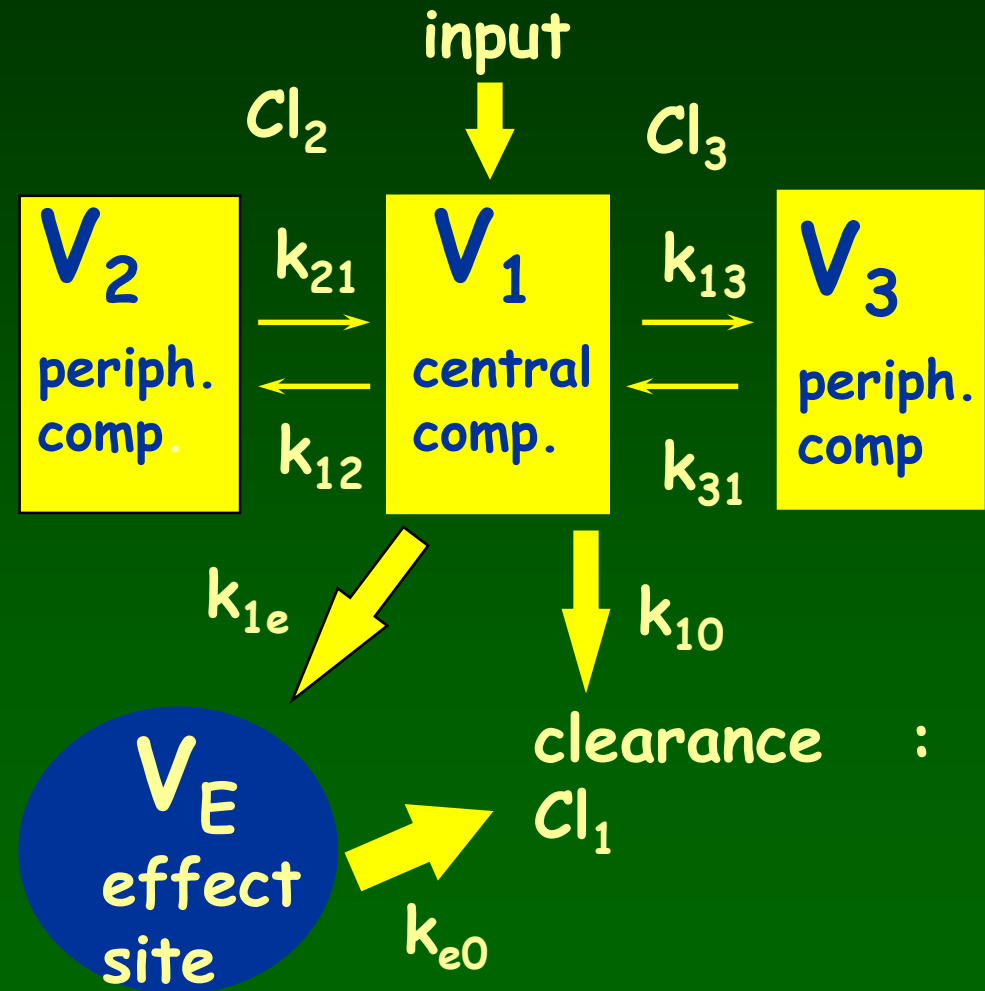 input
Cl₂
Cl₃
V₂
periph.
comp.
k₂₁
k₁₂
V₁
central
comp.
k₁₃
k₃₁
V₃
periph.
comp
k₁ₑ
k₁₀
V_E
effect
site
kₑ₀
clearance :
Cl₁